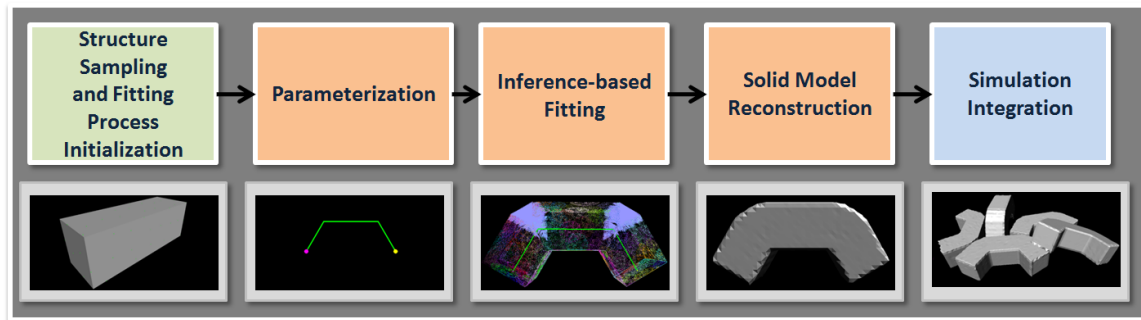 Structure
Sampling
and Fitting
Process
Initialization
Parameterization
Inference-based
Fitting
Solid Model
Reconstruction
Simulation
Integration